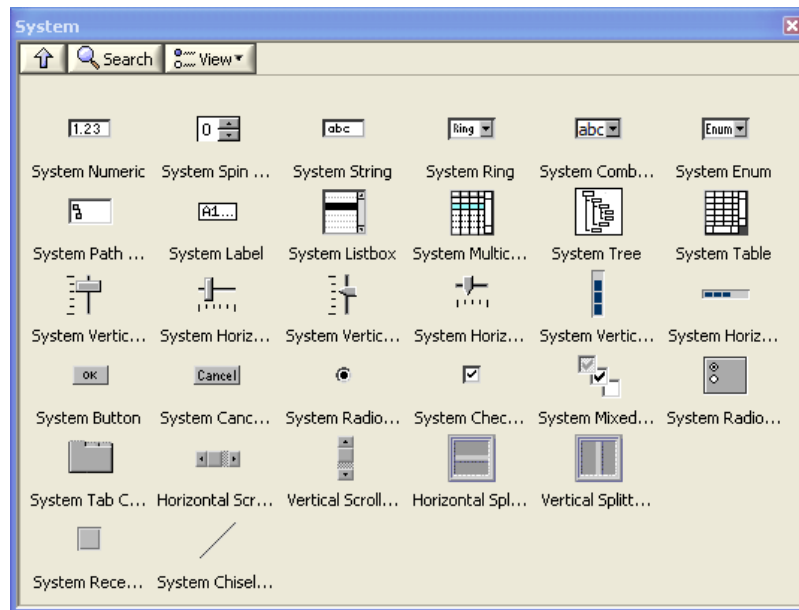 System
Search View
1.23 0 abc Ring abc Enum
System Numeric System Spin ... System String System Ring System Comb... System Enum
A1...
System Path ... System Label System Listbox System Multic... System Tree System Table
System Vertic... System Horiz... System Vertic... System Horiz... System Vertic... System Horiz...
OK Cancel
System Button System Canc... System Radio... System Chec... System Mixed... System Radio...
System Tab C... Horizontal Scr... Vertical Scroll... Horizontal Spl... Vertical Splitt...
System Rece... System Chisel...